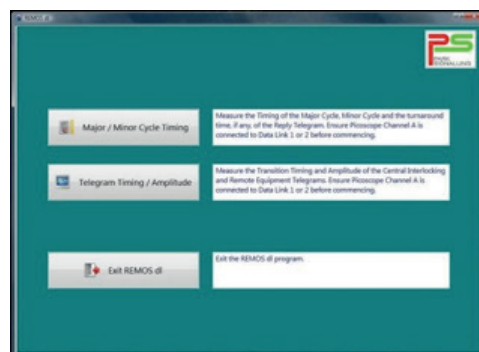 REMOS dl
PS
PARK
SIGNALLING
Major / Minor Cycle Timing
Measure the Timing of the Major Cycle, Minor Cycle and the turnaround
time, if any, of the Reply Telegram. Ensure Picoscope Channel A is
connected to Data Link 1 or 2 before commencing.
Telegram Timing / Amplitude
Measure the Transition Timing and Amplitude of the Central Interlocking
and Remote Equipment Telegrams. Ensure Picoscope Channel A is
connected to Data Link 1 or 2 before commencing.
Exit REMOS dl
Exit the REMOS dl program.